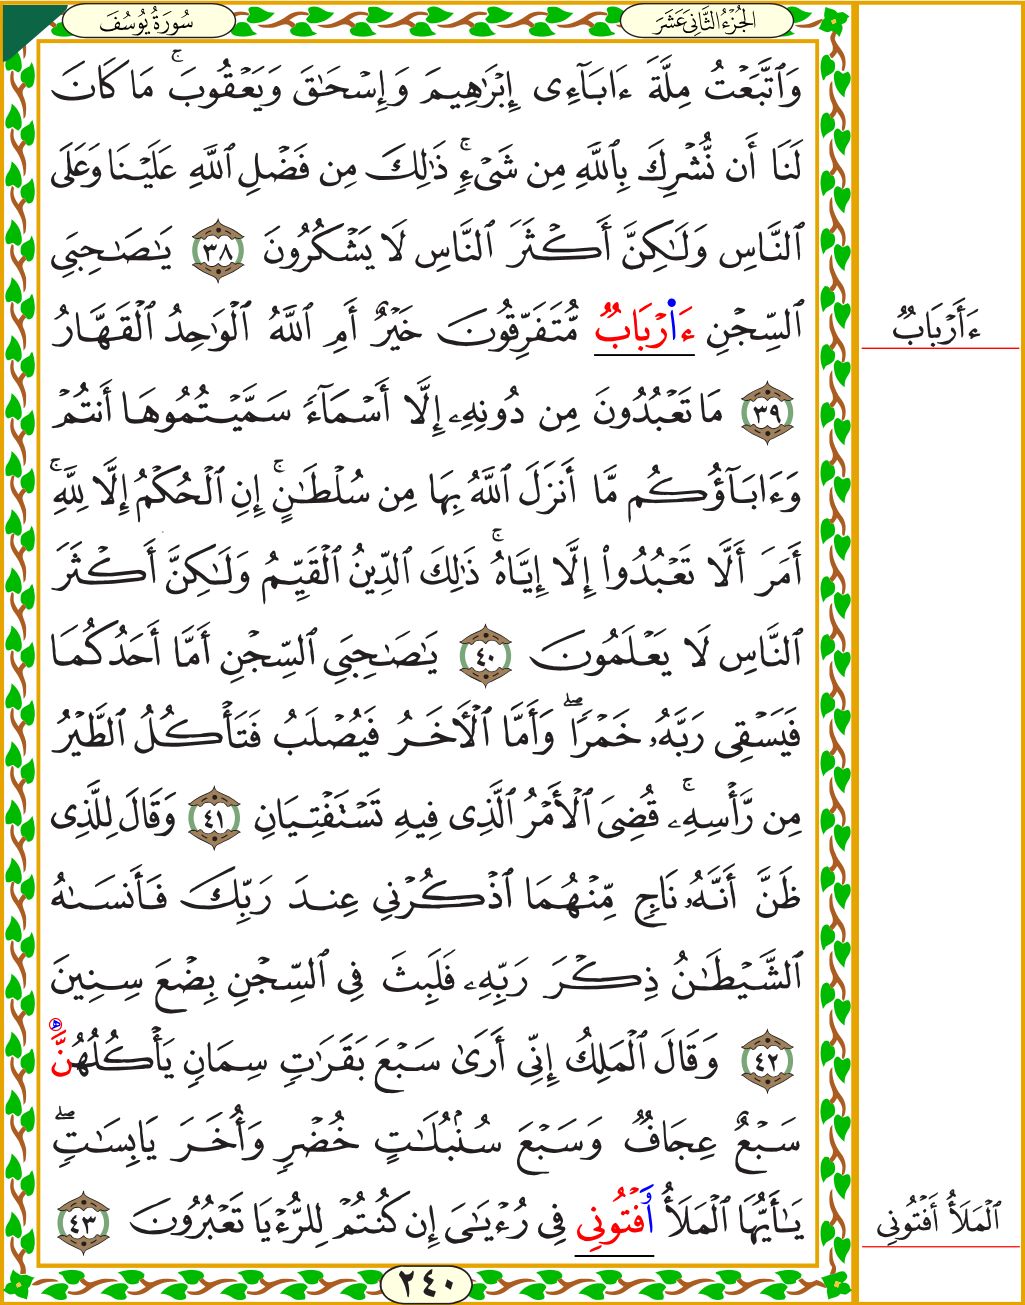 الجُزْءُ الثَّانِيَ عَشَرَ
سُورَةُ يُوسُفَ
وَٱتَّبَعۡتُ مِلَّةَ ءَابَآءِى إِبۡرَٰهِيمَ وَإِسۡحَٰقَ وَيَعۡقُوبَۚ مَا كَانَ
لَنَا أَن نُّشۡرِكَ بِٱللَّهِ مِن شَىۡءٖۚ ذَٰلِكَ مِن فَضۡلِ ٱللَّهِ عَلَيۡنَا وَعَلَى
ٱلنَّاسِ وَلَٰكِنَّ أَكۡثَرَ ٱلنَّاسِ لَا يَشۡكُرُونَ ٣٨ يَٰصَٰحِبَىِ
ٱلسِّجۡنِ ءَا۬رۡبَابٞ مُّتَفَرِّقُونَ خَيۡرٌ أَمِ ٱللَّهُ ٱلۡوَٰحِدُ ٱلۡقَهَّارُ
ءَأَرۡبَابٞ
٣٩ مَا تَعۡبُدُونَ مِن دُونِهِۦ إِلَّا أَسۡمَآءٗ سَمَّيۡتُمُوهَا أَنتُمۡ
وَءَابَآؤُكُم مَّا أَنزَلَ ٱللَّهُ بِهَا مِن سُلۡطَٰنٍۚ إِنِ ٱلۡحُكۡمُ إِلَّا لِلَّهِۚ
أَمَرَ أَلَّا تَعۡبُدُواْ إِلَّا إِيَّاهُۚ ذَٰلِكَ ٱلدِّينُ ٱلۡقَيِّمُ وَلَٰكِنَّ أَكۡثَرَ
ٱلنَّاسِ لَا يَعۡلَمُونَ ٤٠ يَٰصَٰحِبَىِ ٱلسِّجۡنِ أَمَّا أَحَدُكُمَا
فَيَسۡقِى رَبَّهُۥ خَمۡرٗاۖ وَأَمَّا ٱلۡأٓخَرُ فَيُصۡلَبُ فَتَأۡكُلُ ٱلطَّيۡرُ
مِن رَّأۡسِهِۦۚ قُضِىَ ٱلۡأَمۡرُ ٱلَّذِى فِيهِ تَسۡتَفۡتِيَانِ ٤١ وَقَالَ لِلَّذِى
ظَنَّ أَنَّهُۥ نَاجٖ مِّنۡهُمَا ٱذۡكُرۡنِى عِندَ رَبِّكَ فَأَنسَىٰهُ
ٱلشَّيۡطَٰنُ ذِكۡرَ رَبِّهِۦ فَلَبِثَ فِى ٱلسِّجۡنِ بِضۡعَ سِنِينَ
٤٢ وَقَالَ ٱلۡمَلِكُ إِنِّى أَرَىٰ سَبۡعَ بَقَرَٰتٖ سِمَانٖ يَأۡكُلُهُنَّ
سَبۡعٌ عِجَافٞ وَسَبۡعَ سُنۢبُلَٰتٍ خُضۡرٖ وَأُخَرَ يَابِسَٰتٖۖ
يَٰأَيُّهَا ٱلۡمَلَأُ اَ۬فۡتُونِى فِى رُءۡيَٰىَ إِن كُنتُمۡ لِلرُّءۡيَا تَعۡبُرُونَ ٤٣
ٱلۡمَلَأُ أَفۡتُونِى
٢٤٠